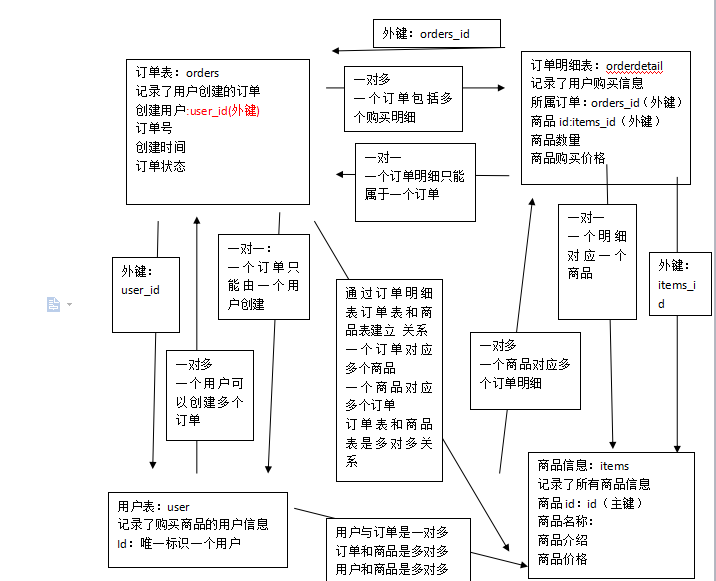 外键：orders_id
订单表：orders
记录了用户创建的订单
创建用户:user_id(外键)
订单号
创建时间
订单状态
一对多
一个订单包括多
个购买明细
订单明细表：orderdetail
记录了用户购买信息
所属订单：orders_id（外键）
商品 id:items_id（外键）
商品数量
商品购买价格
一对一
一个订单明细只能
属于一个订单
一对一
一个明细
对应一个
商品
外键：
items_i
d
外键：
user_id
一对一：
一个订单只
能由一个用
户创建
通过订单明细
表订单表和商
品表建立 关系
一个订单对应
多个商品
一个商品对应
多个订单
订单表和商品
表是多对多关
系
一对多
一个用户可
以创建多个
订单
一对多
一个商品对应多
个订单明细
用户表：user
记录了购买商品的用户信息
Id：唯一标识一个用户
用户与订单是一对多
订单和商品是多对多
用户和商品是多对多
商品信息：items
记录了所有商品信息
商品 id：id（主键）
商品名称：
商品介绍
商品价格